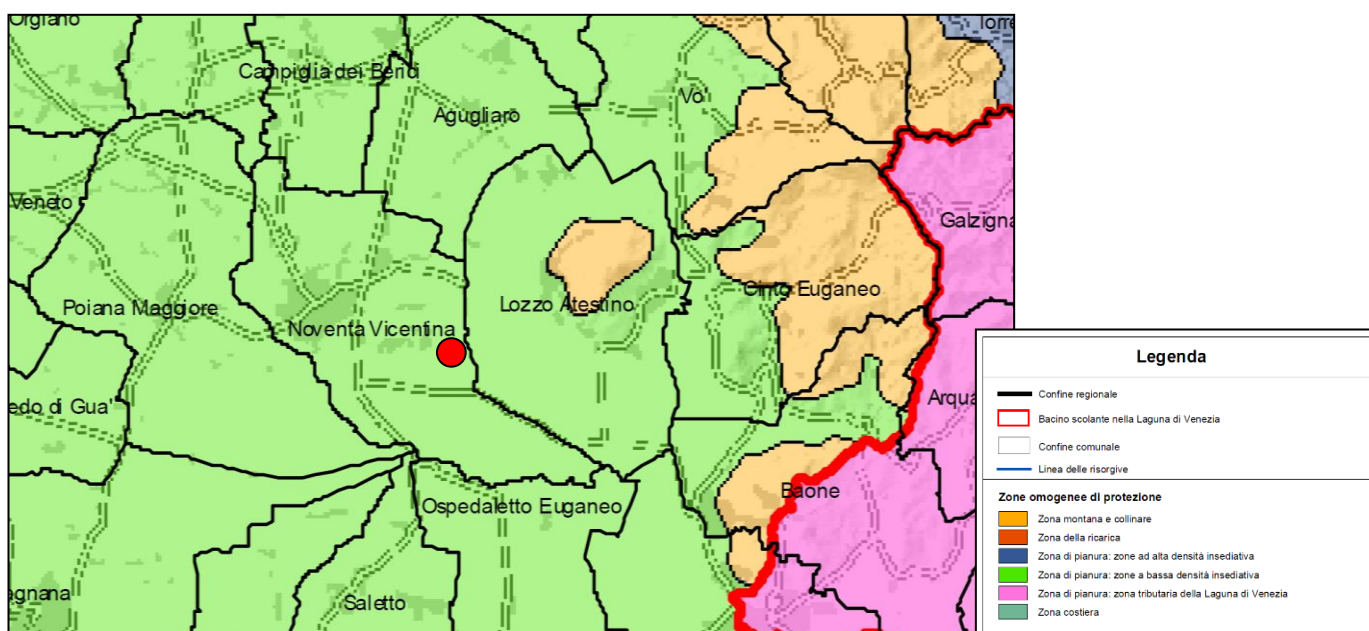 Orgiano
Torre
Campiglia dei Berici
Vo'
Agugliaro
Veneto
Galzigna
Poiana Maggiore
Lozzo Atestino
Cinto Euganeo
Noventa Vicentina
edo di Gua'
Arqua
Baone
Ospedaletto Euganeo
agnana
Saletto
Legenda
Confine regionale
Bacino scolante nella Laguna di Venezia
Confine comunale
Linea delle risorgive
Zone omogenee di protezione
Zona montana e collinare
Zona della ricarica
Zona di pianura: zone ad alta densità insediativa
Zona di pianura: zone a bassa densità insediativa
Zona di pianura: zona tributaria della Laguna di Venezia
Zona costiera